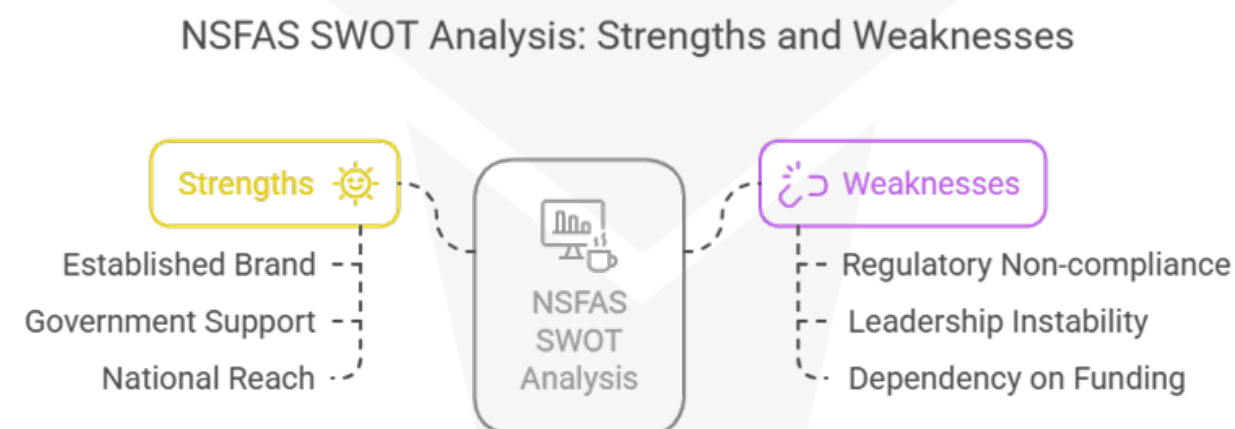 NSFAS SWOT Analysis: Strengths and Weaknesses
Strengths
Established Brand
Government Support
National Reach
NSFAS
SWOT
Analysis
Weaknesses
Regulatory Non-compliance
Leadership Instability
Dependency on Funding